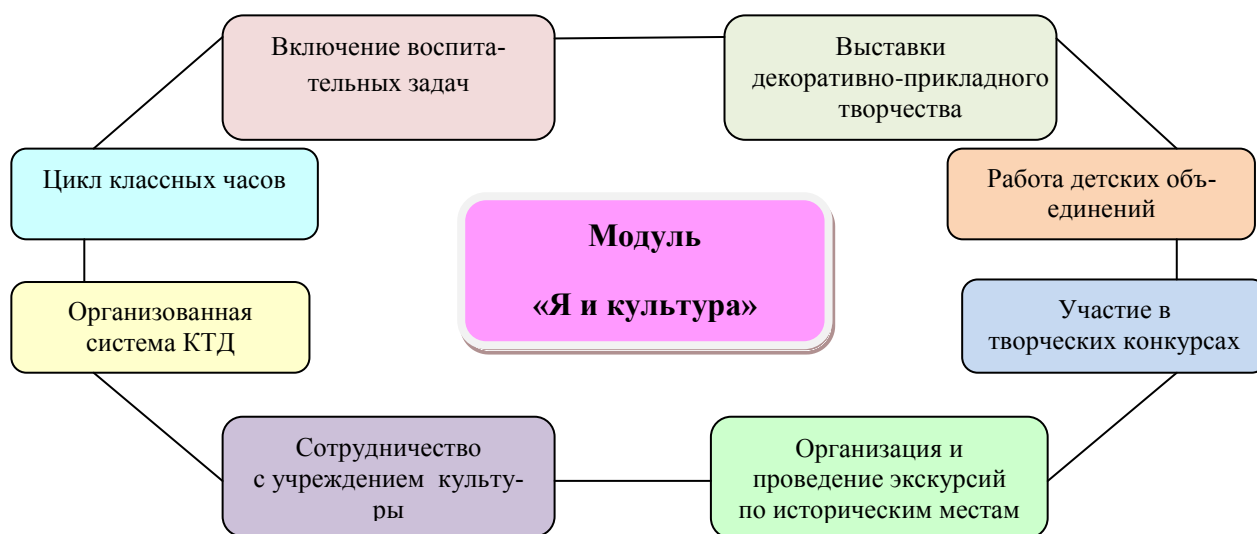 Включение воспита-
тельных задач
Выставки
декоративно-прикладного
творчества
Цикл классных часов
Работа детских объ-
единений
Модуль
«Я и культура»
Организованная
система КТД
Участие в
творческих конкурсах
Сотрудничество
с учреждением культу-
ры
Организация и
проведение экскурсий
по историческим местам